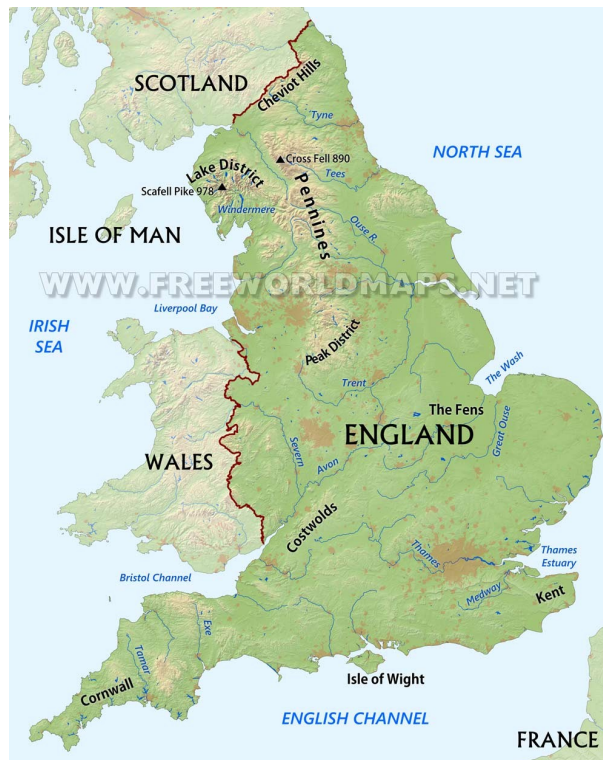 SCOTLAND
Cheviot Hills
Tyne
NORTH SEA
Cross Fell 890
Lake District
Tees
Scafell Pike 978
Pennines
Windermere
Ouse R.
ISLE OF MAN
WWW.FREEWORLDMAPS.NET
Liverpool Bay
IRISH
SEA
Peak District
The Wash
Trent
The Fens
Great Ouse
ENGLAND
Severn
WALES
Avon
Costwolds
Thames
Thames
Estuary
Bristol Channel
Medway
Kent
Exe
Tamar
Isle of Wight
Cornwall
ENGLISH CHANNEL
FRANCE